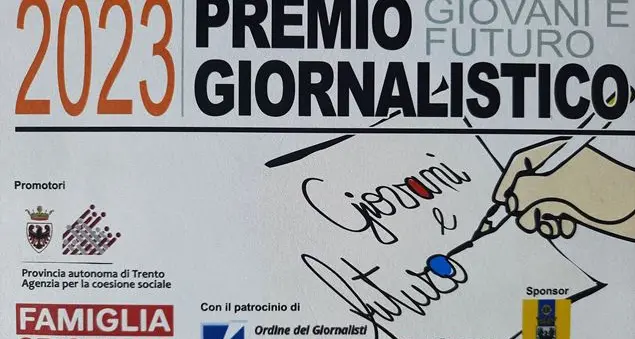 2023
PREMIO
GIOVANI E
FUTURO
GIORNALISTICO
Promotori
Provincia autonoma di Trento
Agenzia per la coesione sociale
FAMIGLIA
Giovani
e
futuro
Con il patrocinio di
Ordine dei Giornalisti
Sponsor